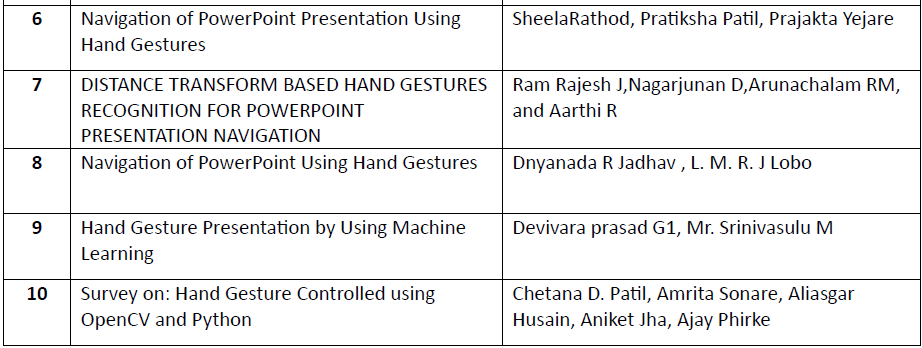 6 Navigation of PowerPoint Presentation Using SheelaRathod, Pratiksha Patil, Prajakta Yejare
Hand Gestures
7 DISTANCE TRANSFORM BASED HAND GESTURES Ram Rajesh J,Nagarjunan D,Arunachalam RM,
RECOGNITION FOR POWERPOINT and Aarthi R
PRESENTATION NAVIGATION
8 Navigation of PowerPoint Using Hand Gestures Dnyanada R Jadhav , L. M. R. J Lobo
9 Hand Gesture Presentation by Using Machine Devivara prasad G1, Mr. Srinivasulu M
Learning
10 Survey on: Hand Gesture Controlled using Chetana D. Patil, Amrita Sonare, Aliasgar
OpenCV and Python Husain, Aniket Jha, Ajay Phirke